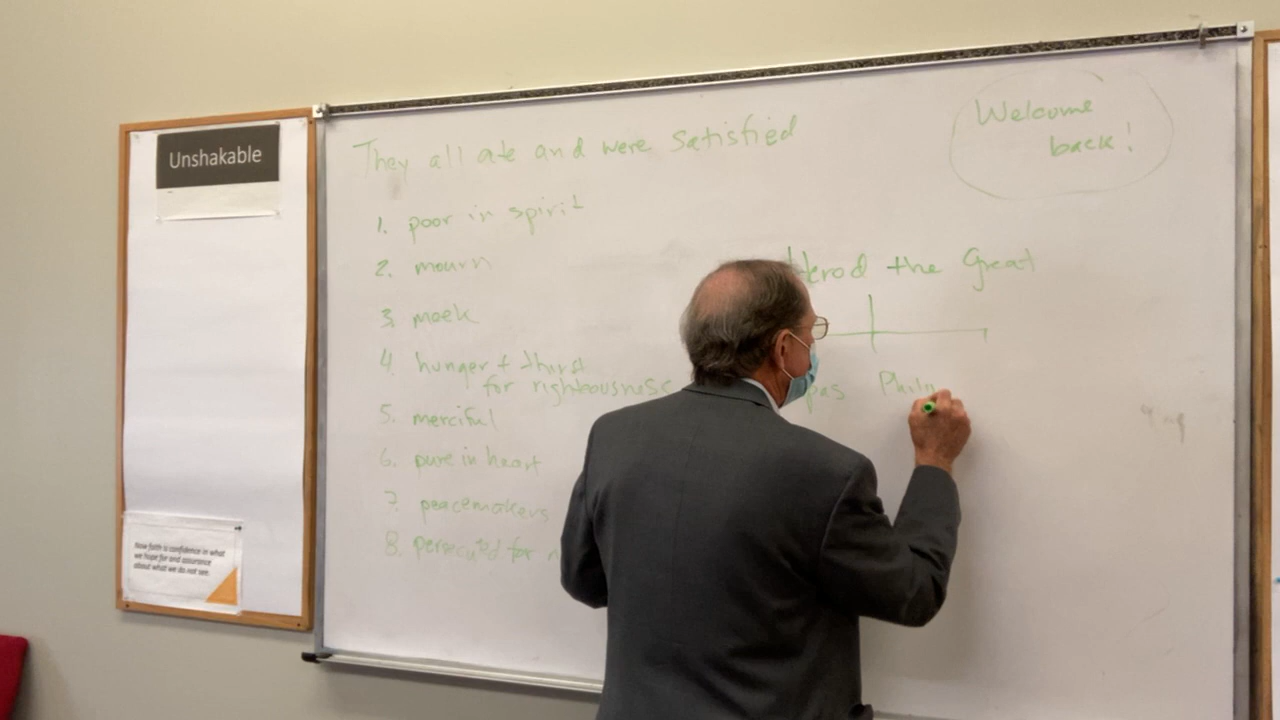 Unshakable
Now faith is confidence in what
we hope for and assurance
about what we do not see.
They all ate and were satisfied
1. poor in spirit
2. mourn
3. meek
4. hunger + thirst
for righteousness
5. merciful
6. pure in heart
7. peacemakers
8. persecuted for
Welcome
back!
Herod the Great
pas Philip